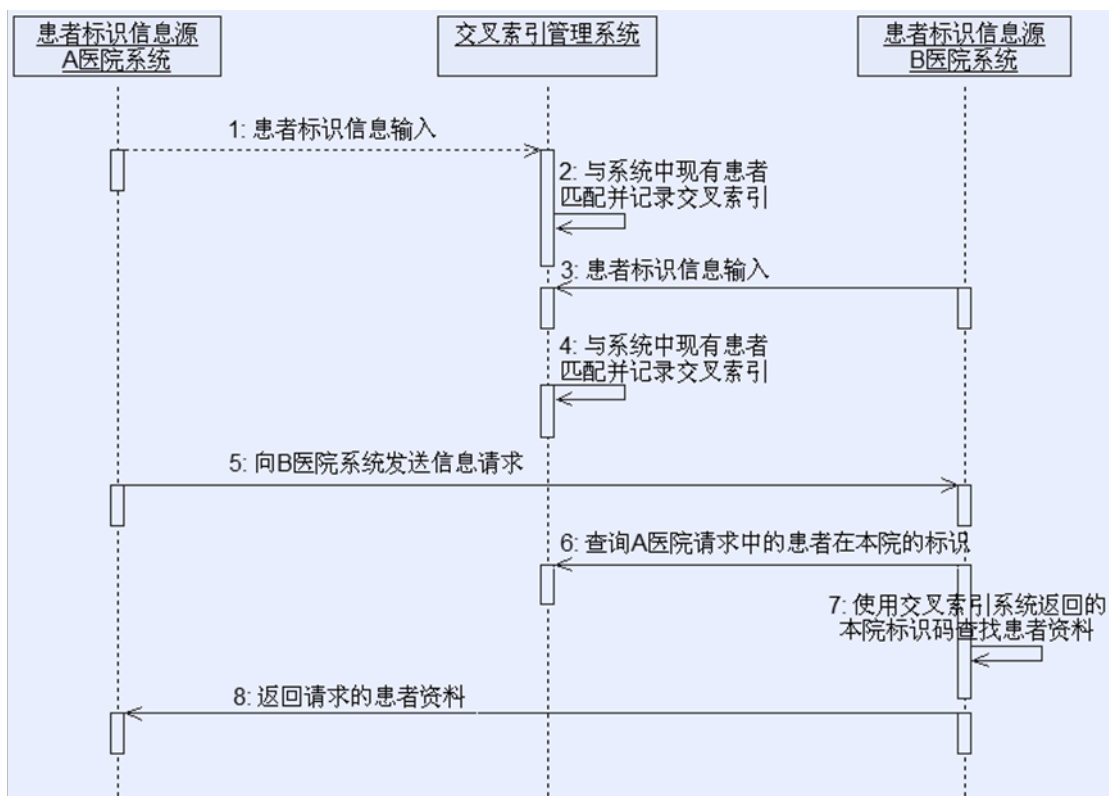 患者标识信息源
A医院系统
交叉索引管理系统
患者标识信息源
B医院系统
1: 患者标识信息输入
2: 与系统中现有患者
匹配并记录交叉索引
3: 患者标识信息输入
4: 与系统中现有患者
匹配并记录交叉索引
5: 向B医院系统发送信息请求
6: 查询A医院请求中的患者在本院的标识
7: 使用交叉索引系统返回的
本院标识码查找患者资料
8: 返回请求的患者资料